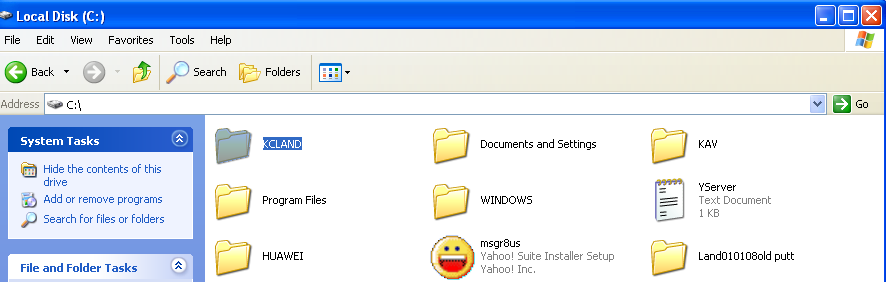 Local Disk (C:)
File Edit View Favorites Tools Help
Back Search Folders
Address C:\ Go
System Tasks
Hide the contents of this
drive
Add or remove programs
Search for files or folders
File and Folder Tasks
KCLAND Documents and Settings KAV
Program Files WINDOWS YServer
Text Document
1 KB
HUAWEI msgr8us Land010108old putt
Yahoo! Suite Installer Setup
Yahoo! Inc.